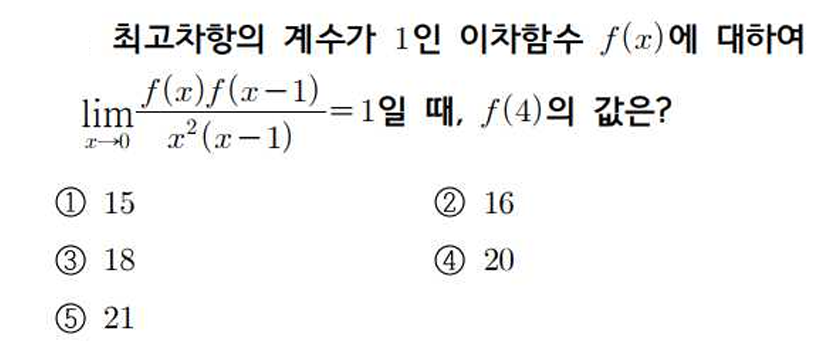 최고차항의 계수가 1인 이차함수 f(x)에 대하여
lim_{x→0} \frac{f(x)f(x-1)}{x^2(x-1)}=1일 때, f(4)의 값은?
① 15 ② 16
③ 18 ④ 20
⑤ 21